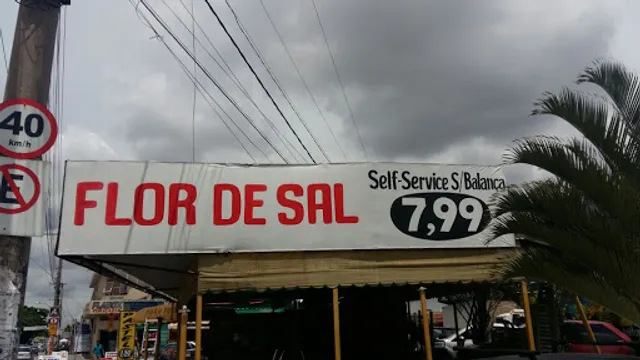 40
km/h
E
FLOR DE SAL
Self-Service S/Balança
7,99